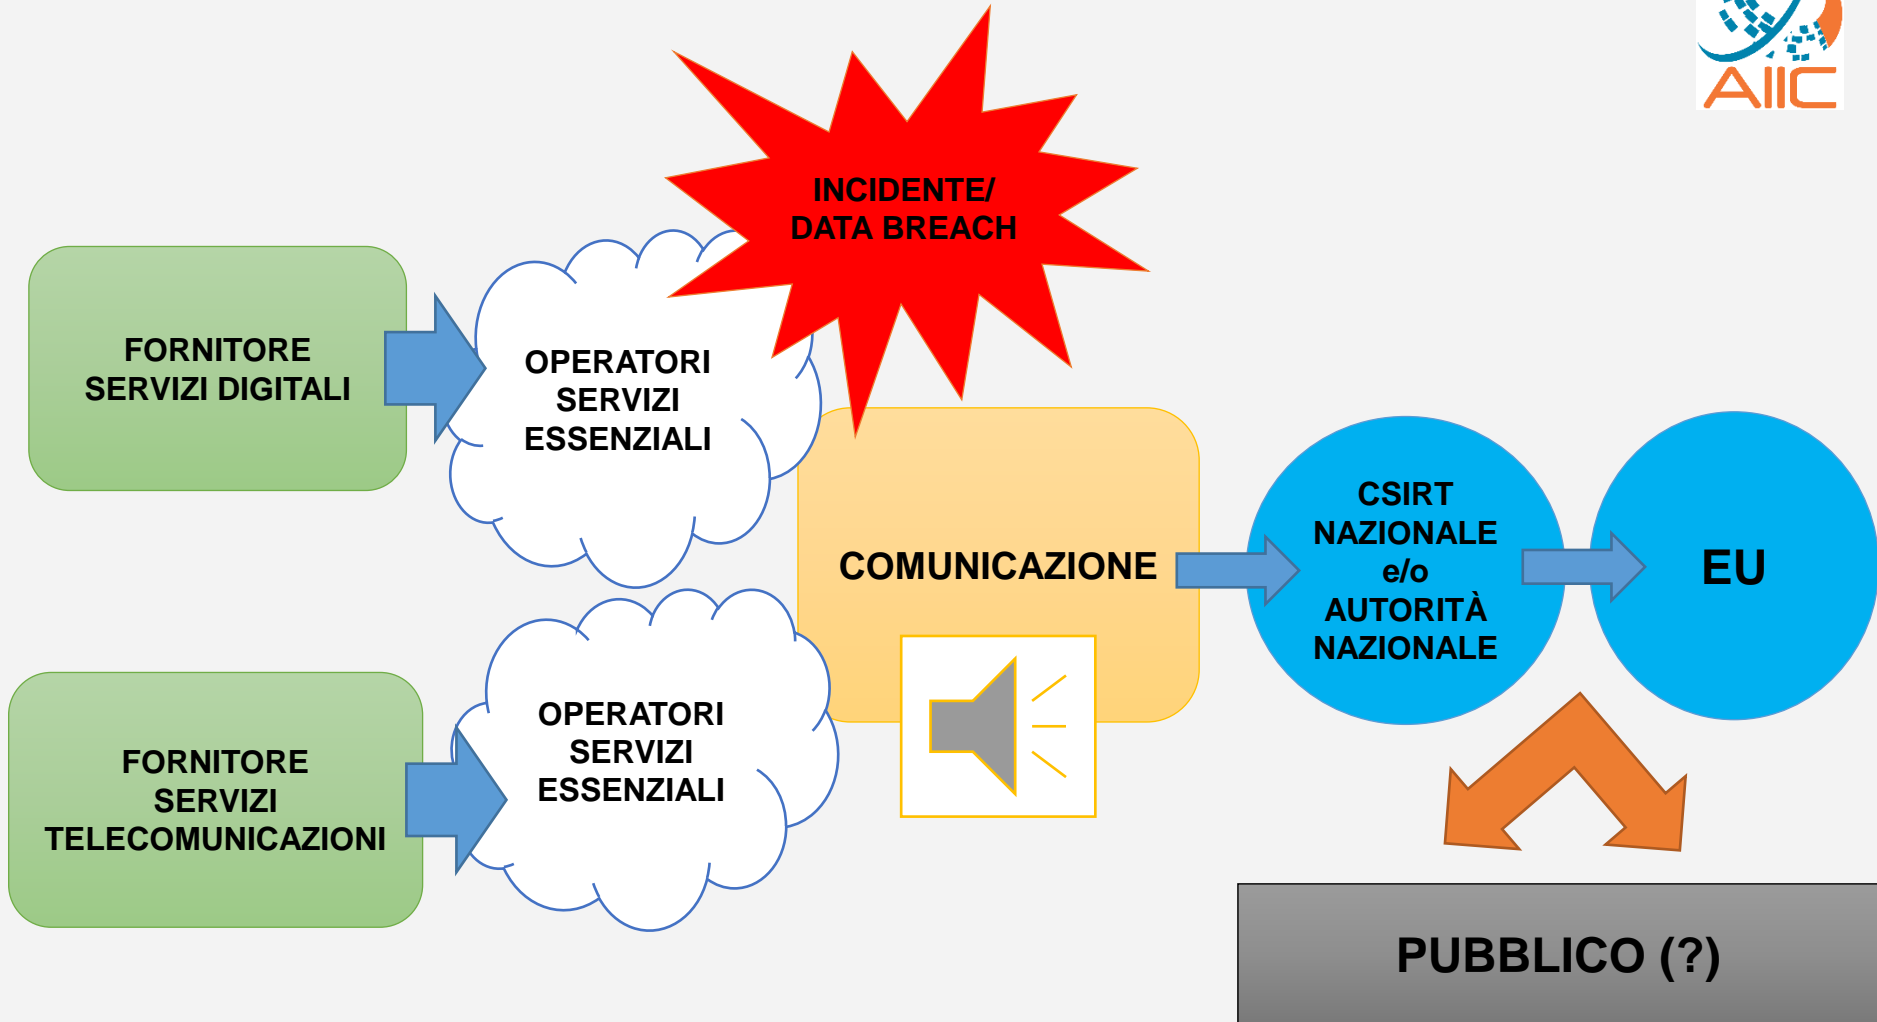 AIIC
INCIDENTE/
DATA BREACH
FORNITORE
SERVIZI DIGITALI
OPERATORI
SERVIZI
ESSENZIALI
COMUNICAZIONE
CSIRT
NAZIONALE
e/o
AUTORITÀ
NAZIONALE
EU
FORNITORE
SERVIZI
TELECOMUNICAZIONI
OPERATORI
SERVIZI
ESSENZIALI
PUBBLICO (?)